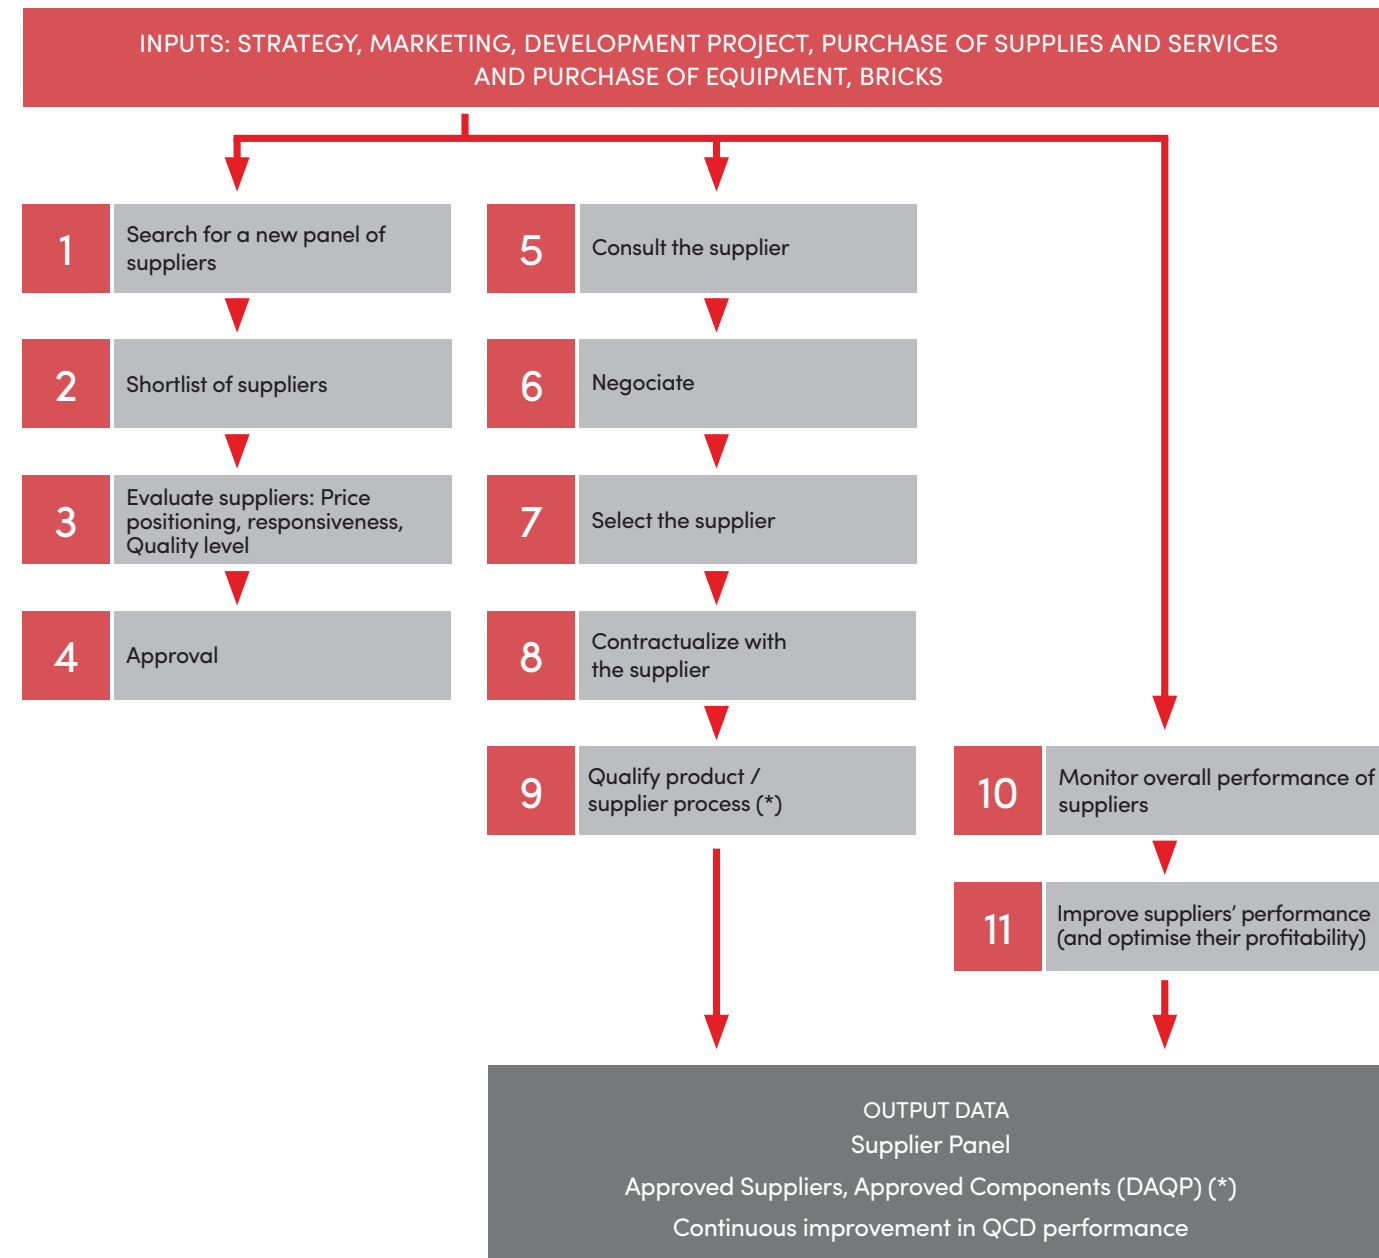 INPUTS: STRATEGY, MARKETING, DEVELOPMENT PROJECT, PURCHASE OF SUPPLIES AND SERVICES
AND PURCHASE OF EQUIPMENT, BRICKS
1
Search for a new panel of
suppliers
2
Shortlist of suppliers
3
Evaluate suppliers: Price
positioning, responsiveness,
Quality level
4
Approval
5
Consult the supplier
6
Negociate
7
Select the supplier
8
Contractualize with
the supplier
9
Qualify product /
supplier process (*)
10
Monitor overall performance of
suppliers
11
Improve suppliers’ performance
(and optimise their profitability)
OUTPUT DATA
Supplier Panel
Approved Suppliers, Approved Components (DAQP) (*)
Continuous improvement in QCD performance